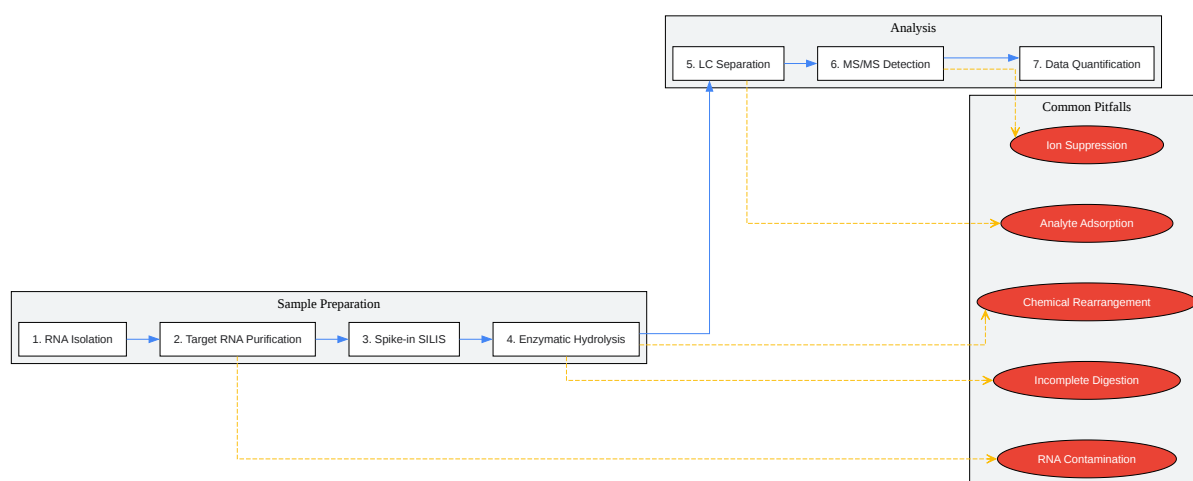 Analysis
5. LC Separation
6. MS/MS Detection
7. Data Quantification
Common Pitfalls
Ion Suppression
Analyte Adsorption
Chemical Rearrangement
Incomplete Digestion
RNA Contamination
Sample Preparation
1. RNA Isolation
2. Target RNA Purification
3. Spike-in SILIS
4. Enzymatic Hydrolysis